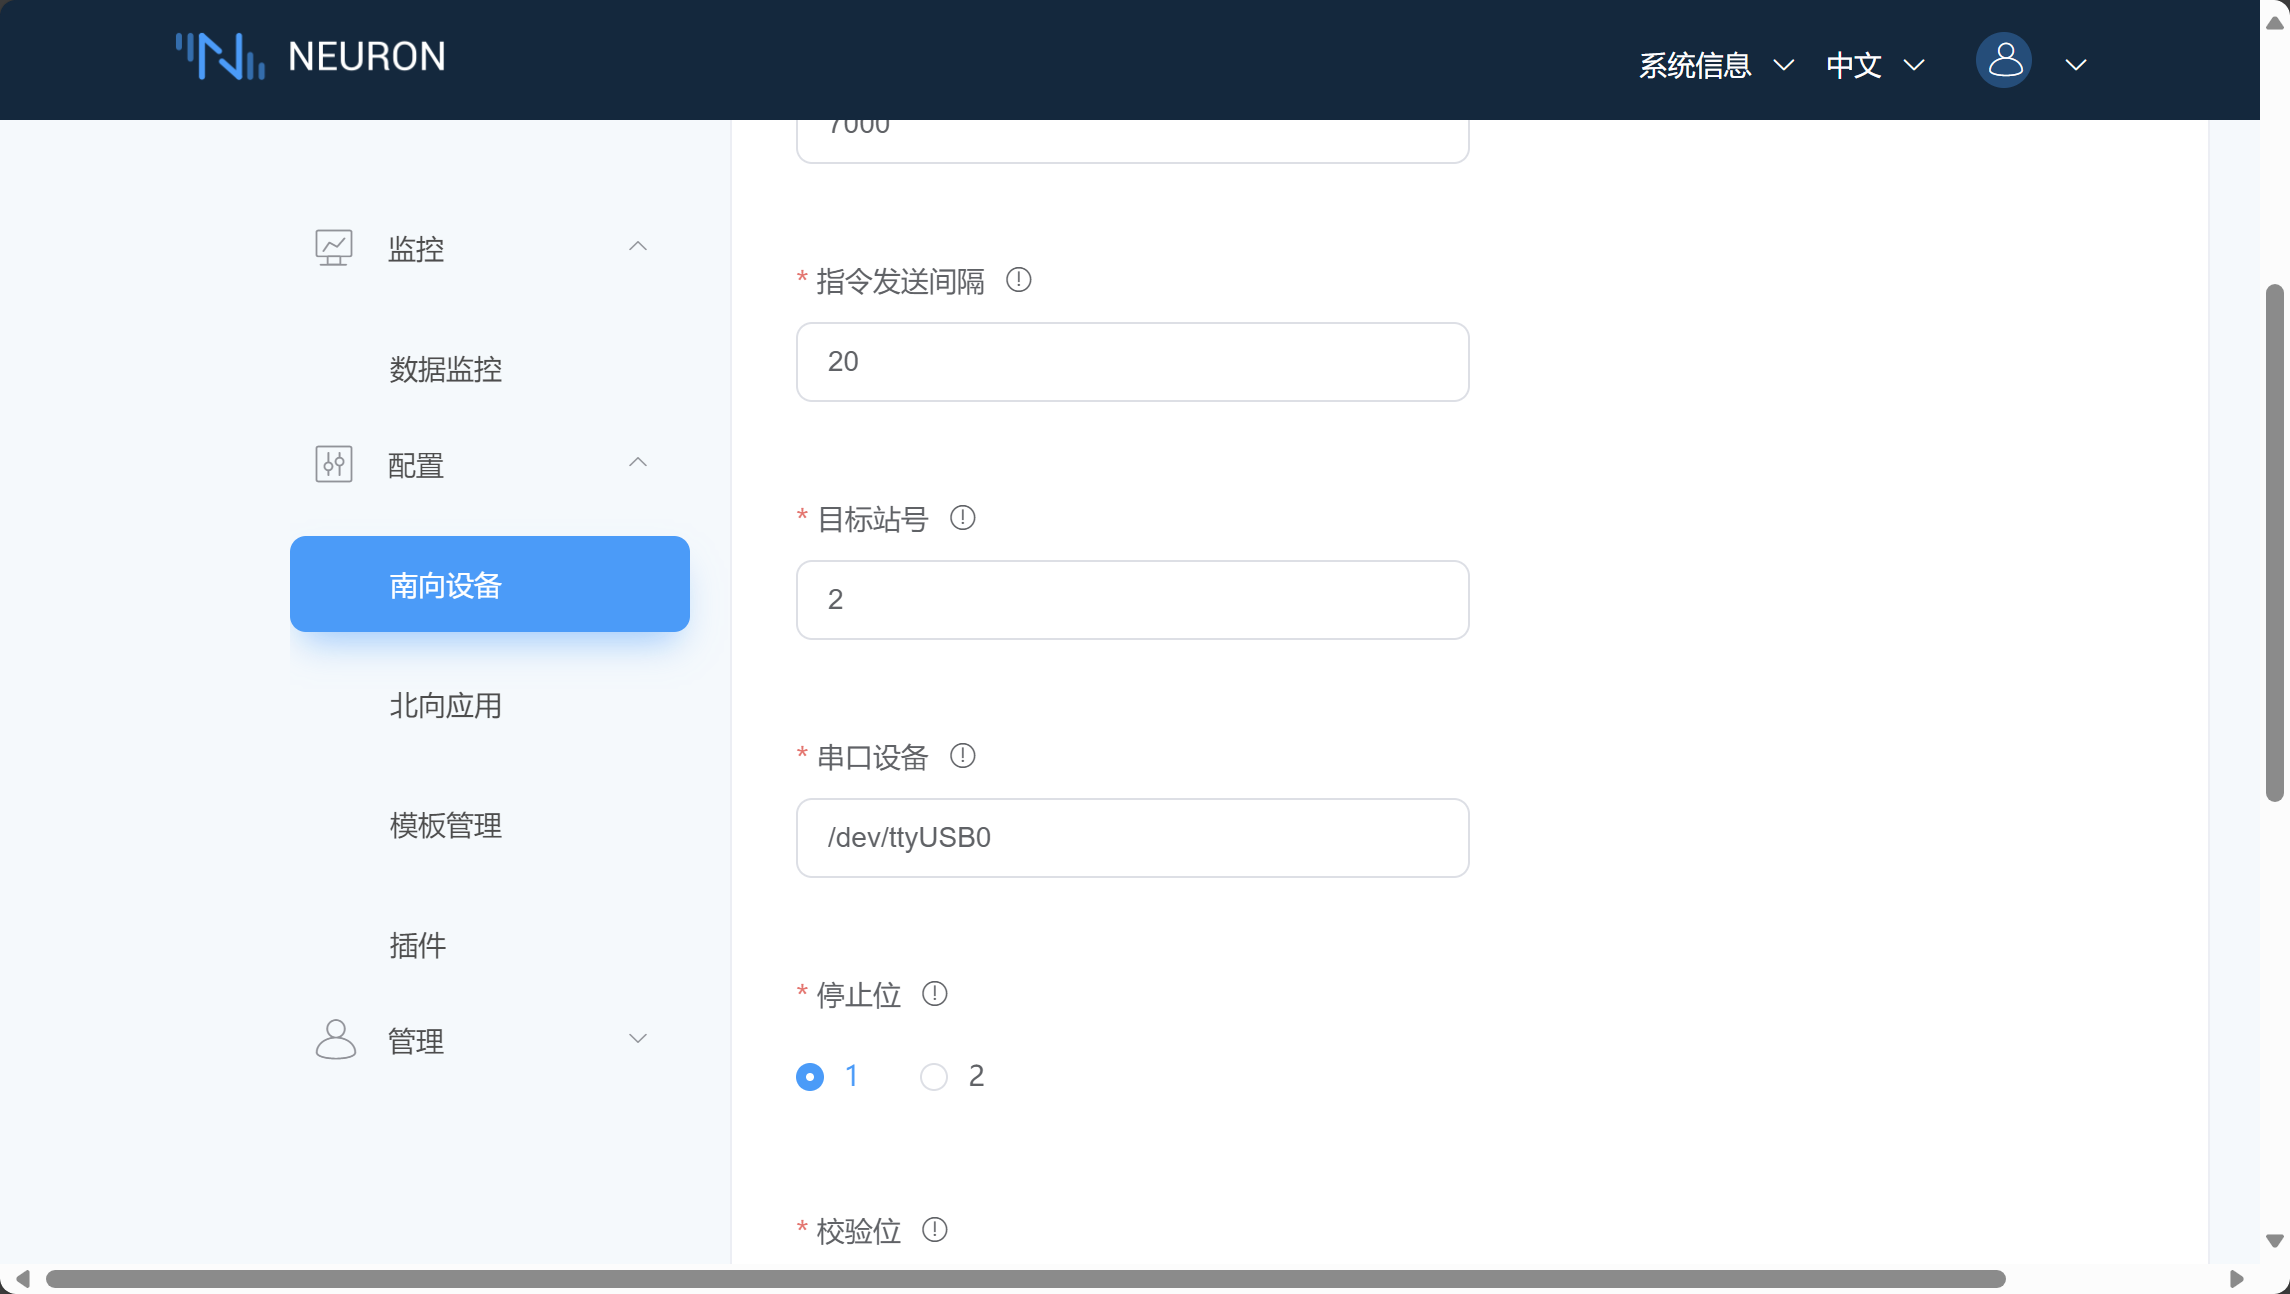 NEURON
系统信息
中文
监控
数据监控
配置
南向设备
北向应用
模板管理
插件
管理
7000
* 指令发送间隔
20
* 目标站号
2
* 串口设备
/dev/ttyUSB0
* 停止位
1 2
* 校验位